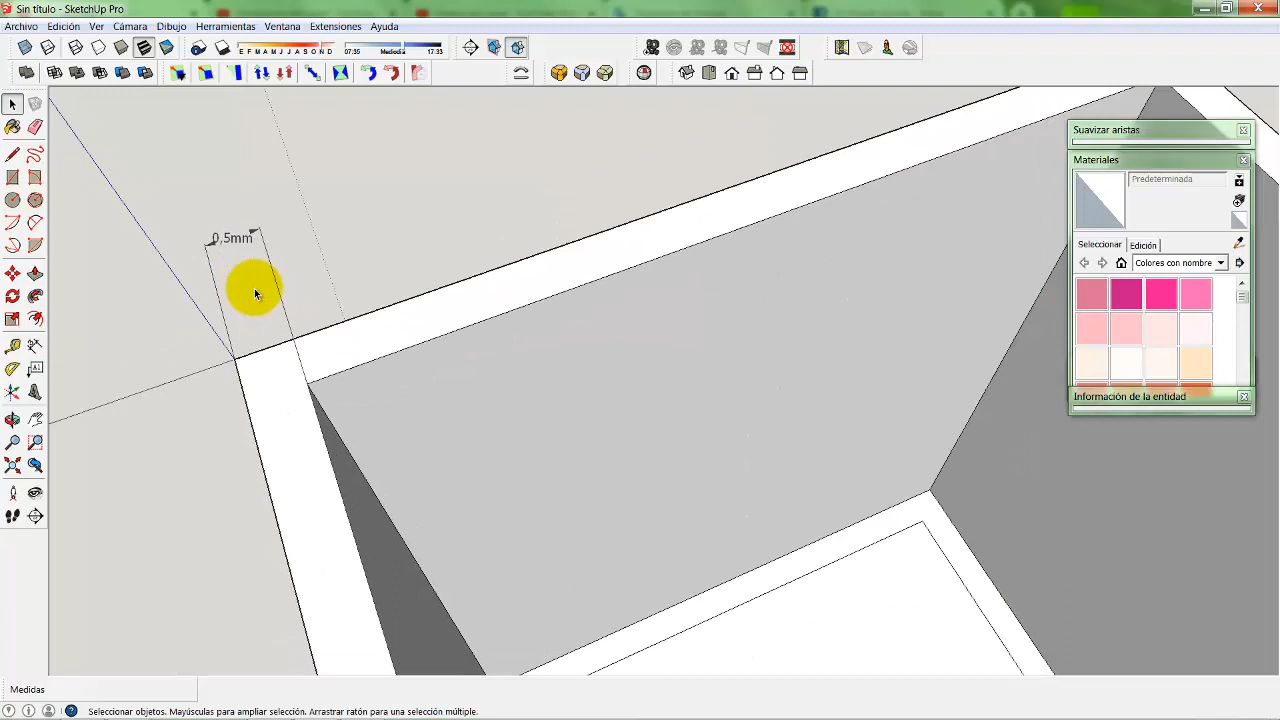 Sin título - SketchUp Pro
Archivo Edición Ver Cámara Dibujo Herramientas Ventana Extensiones Ayuda
E F M A M J J A S O N D
07:35 Mediodía 17:33
0,5mm
Suavizar aristas
Materiales
Predeterminada
Seleccionar Edición
Colores con nombre
Información de la entidad
Medidas
Seleccionar objetos. Mayúsculas para ampliar selección. Arrastrar ratón para una selección múltiple.